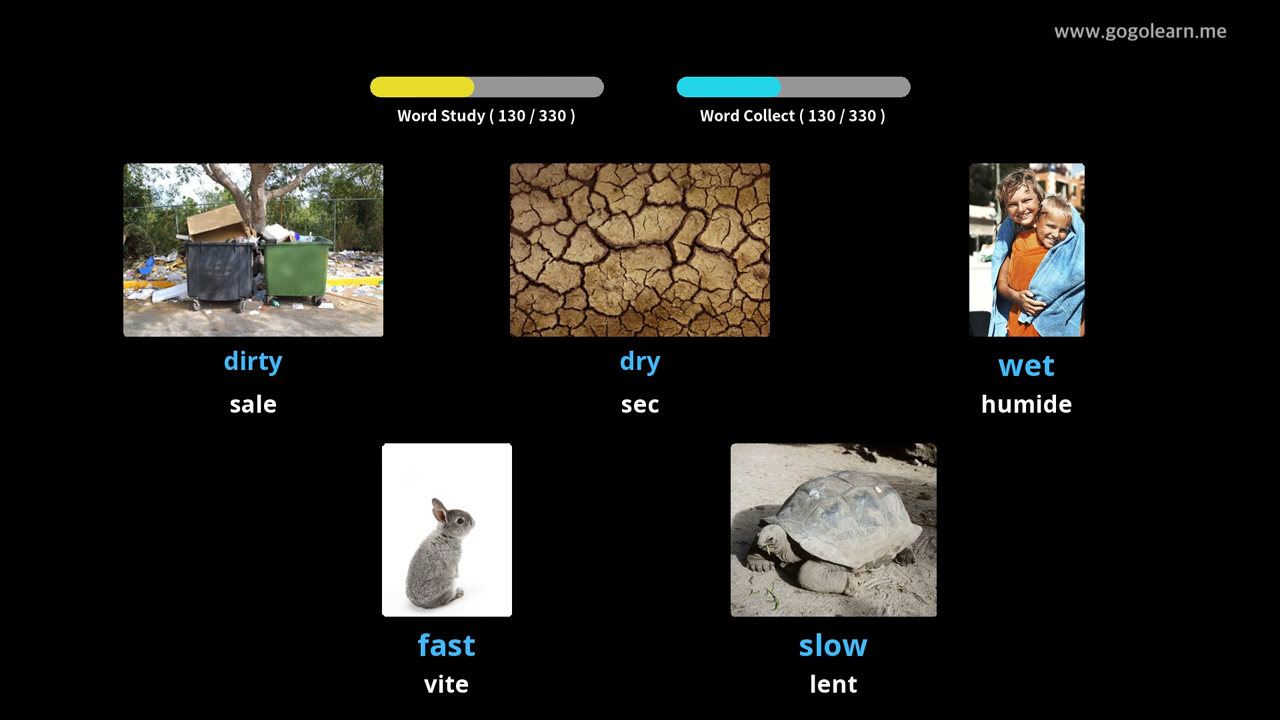 www.gogolearn.me
Word Study ( 130 / 330 )
Word Collect ( 130 / 330 )
dirty
sale
dry
sec
wet
humide
fast
vite
slow
lent